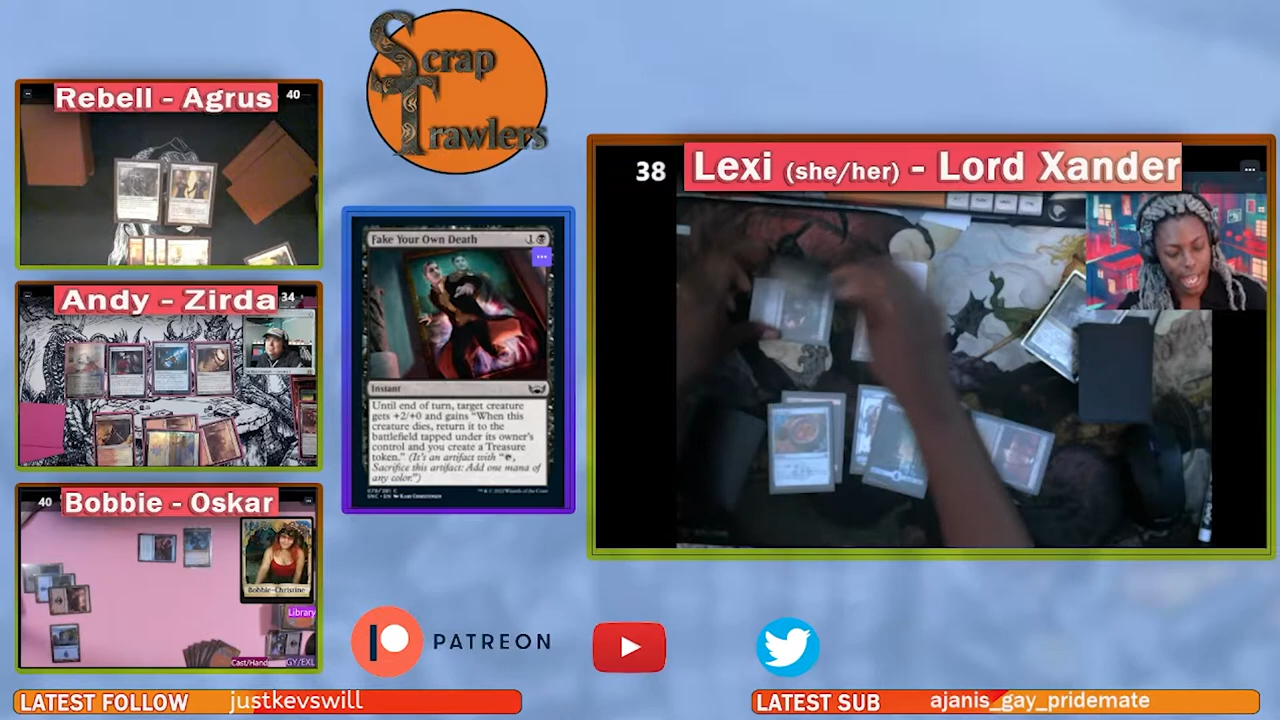 Scrap
Trawlers
Rebell - Agrus
40
Andy - Zirda
34
Bobbie - Oskar
40
Bobbie-Christine
Library
Cast/Hand
GY/EXL
Fake Your Own Death
1
Instant
Until end of turn, target creature
gets +2/+0 and gains "When this
creature dies, return it to the
battlefield tapped under its owner's
control and you create a Treasure
token." (It's an artifact with "T,
Sacrifice this artifact: Add one mana of
any color.")
38
Lexi (she/her) - Lord Xander
PATREON
LATEST FOLLOW
justkevswill
LATEST SUB
ajanis_gay_pridemate